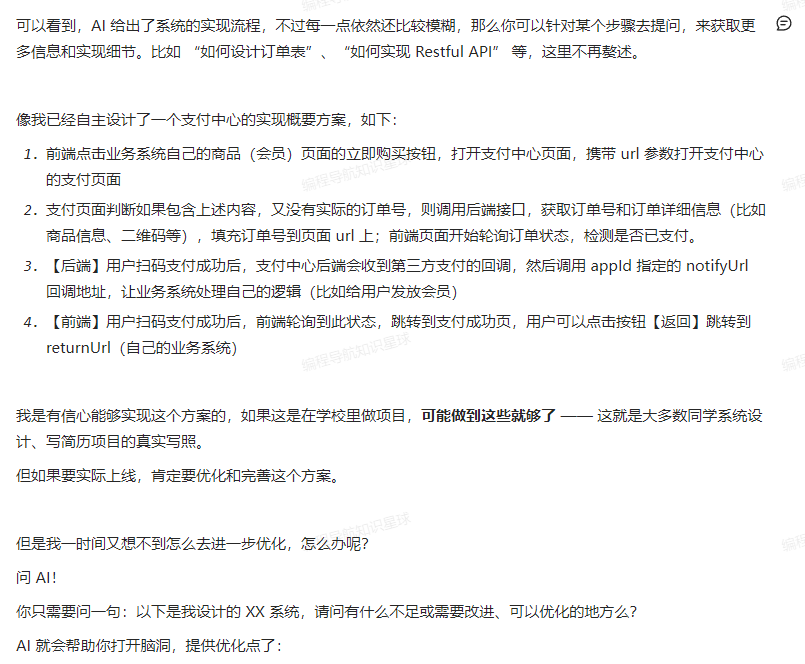 可以看到，AI 给出了系统的实现流程，不过每一点依然还比较模糊，那么你可以针对某个步骤去提问，来获取更
多信息和实现细节。比如 “如何设计订单表”、“如何实现 Restful API” 等，这里不再赘述。
像我已经自主设计了一个支付中心的实现概要方案，如下：
1. 前端点击业务系统自己的商品（会员）页面的立即购买按钮，打开支付中心页面，携带 url 参数打开支付中心
的支付页面
2. 支付页面判断如果包含上述内容，又没有实际的订单号，则调用后端接口，获取订单号和订单详细信息（比如
商品信息、二维码等），填充订单号到页面 url 上；前端页面开始轮询订单状态，检测是否已支付。
3. 【后端】用户扫码支付成功后，支付中心后端会收到第三方支付的回调，然后调用 appId 指定的 notifyUrl
回调地址，让业务系统处理自己的逻辑（比如给用户发放会员）
4. 【前端】用户扫码支付成功后，前端轮询到此状态，跳转到支付成功页，用户可以点击按钮【返回】跳转到
returnUrl（自己的业务系统）
我是有信心能够实现这个方案的，如果这是在学校里做项目，可能做到这些就够了 —— 这就是大多数同学系统设
计、写简历项目的真实写照。
但如果要实际上线，肯定要优化和完善这个方案。
但是我一时间又想不到怎么去进一步优化，怎么办呢？
问 AI！
你只需要问一句：以下是我设计的 XX 系统，请问有什么不足或需要改进、可以优化的地方么？
AI 就会帮助你打开脑洞，提供优化点了：
编程导航知识星球
编程导航知识星球
编程导航知识星球